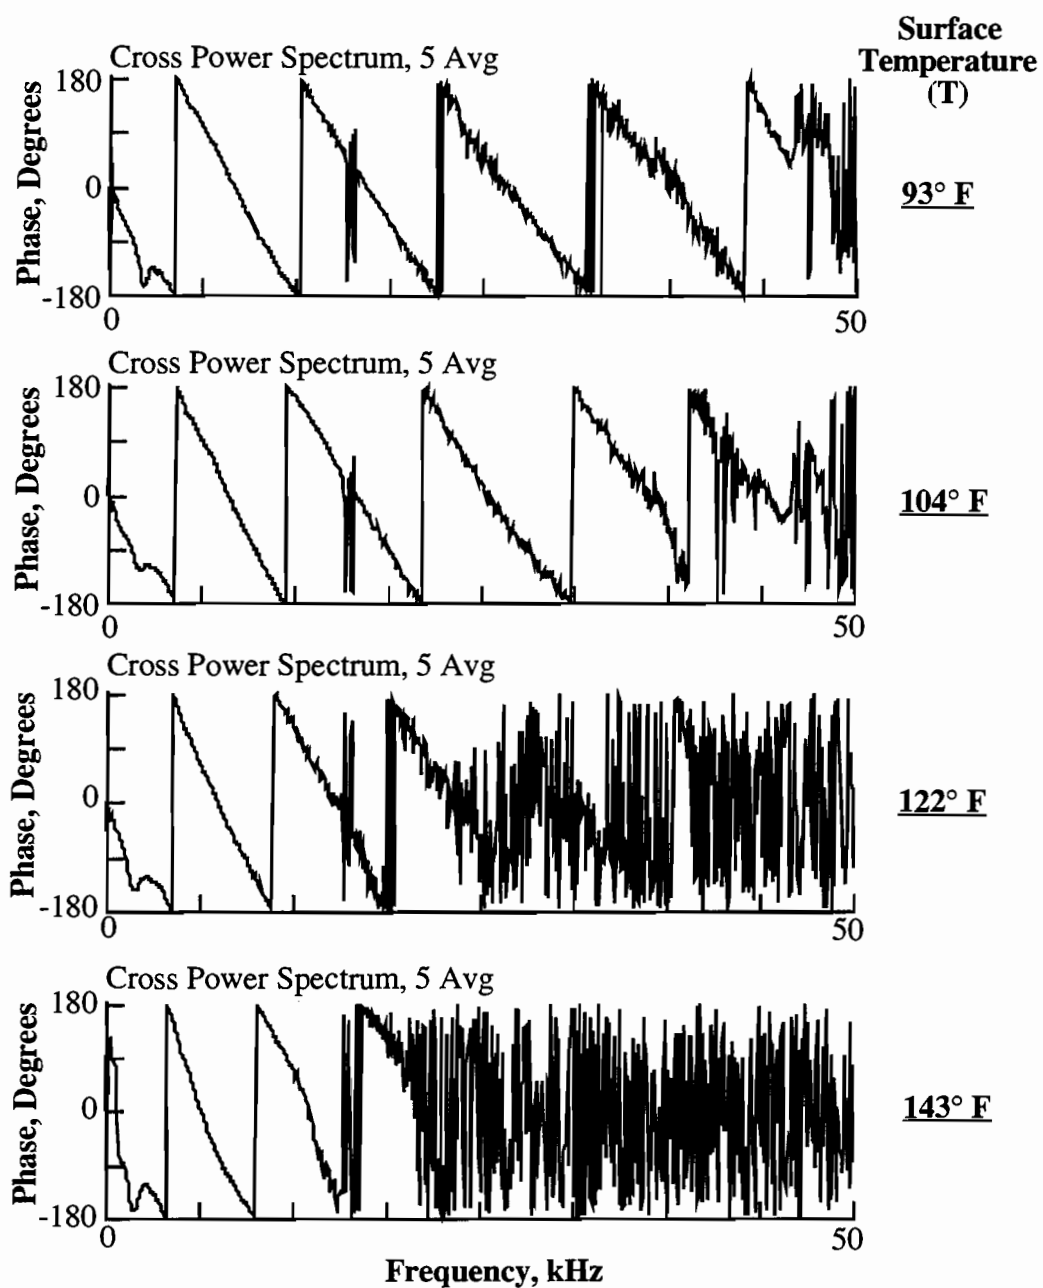 Surface
Temperature
(T)
Cross Power Spectrum, 5 Avg
Phase, Degrees
180
0
-180
0
50
93° F
Cross Power Spectrum, 5 Avg
Phase, Degrees
180
0
-180
0
50
104° F
Cross Power Spectrum, 5 Avg
Phase, Degrees
180
0
-180
0
50
122° F
Cross Power Spectrum, 5 Avg
Phase, Degrees
180
0
-180
0
50
143° F
Frequency, kHz